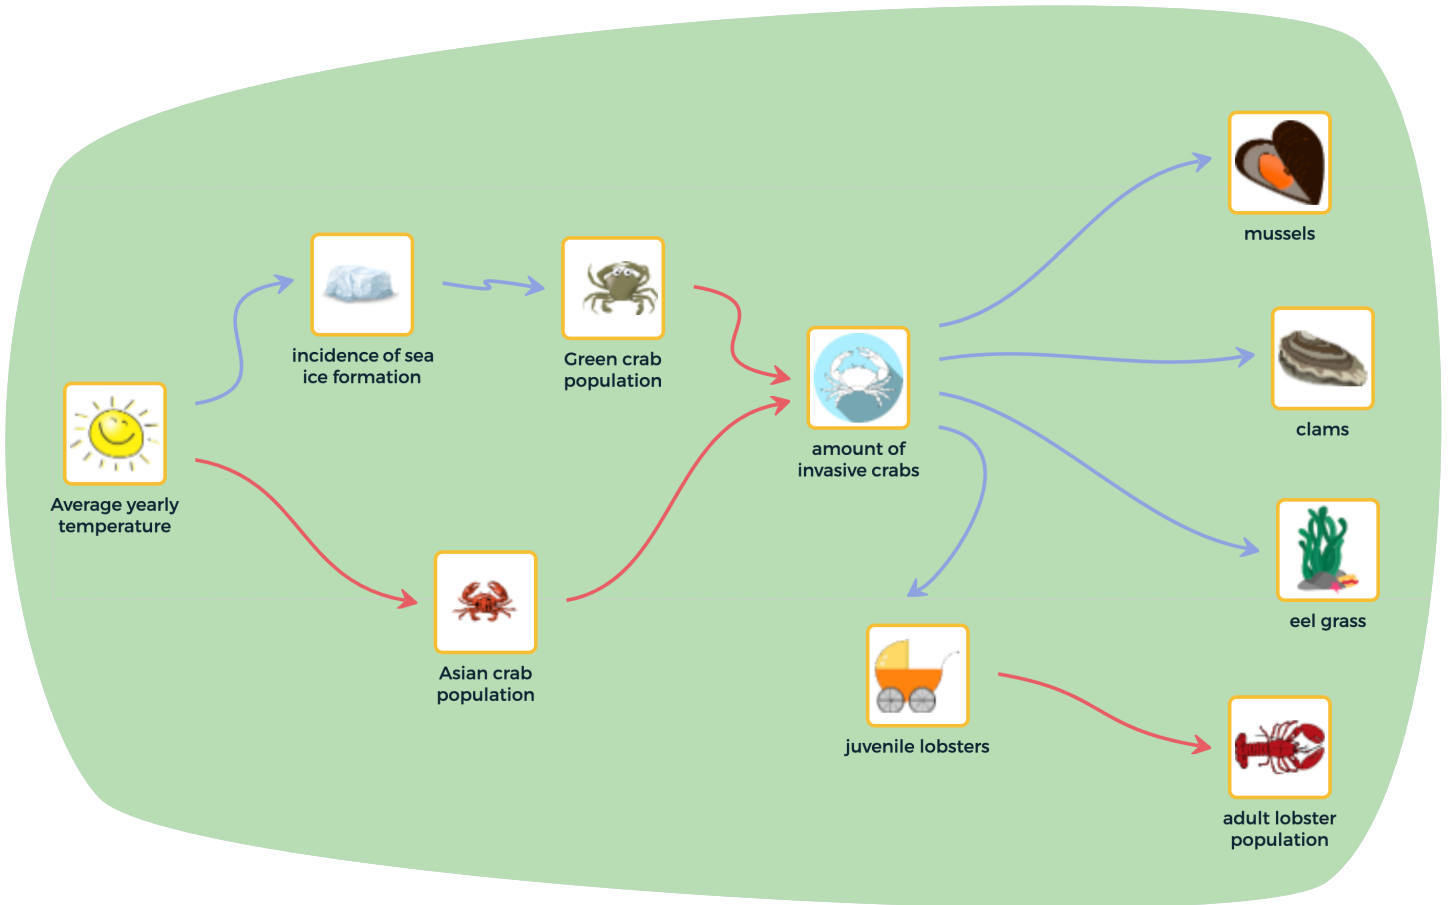 mussels
incidence of sea
ice formation
Green crab
population
clams
amount of
invasive crabs
Average yearly
temperature
eel grass
Asian crab
population
juvenile lobsters
adult lobster
population